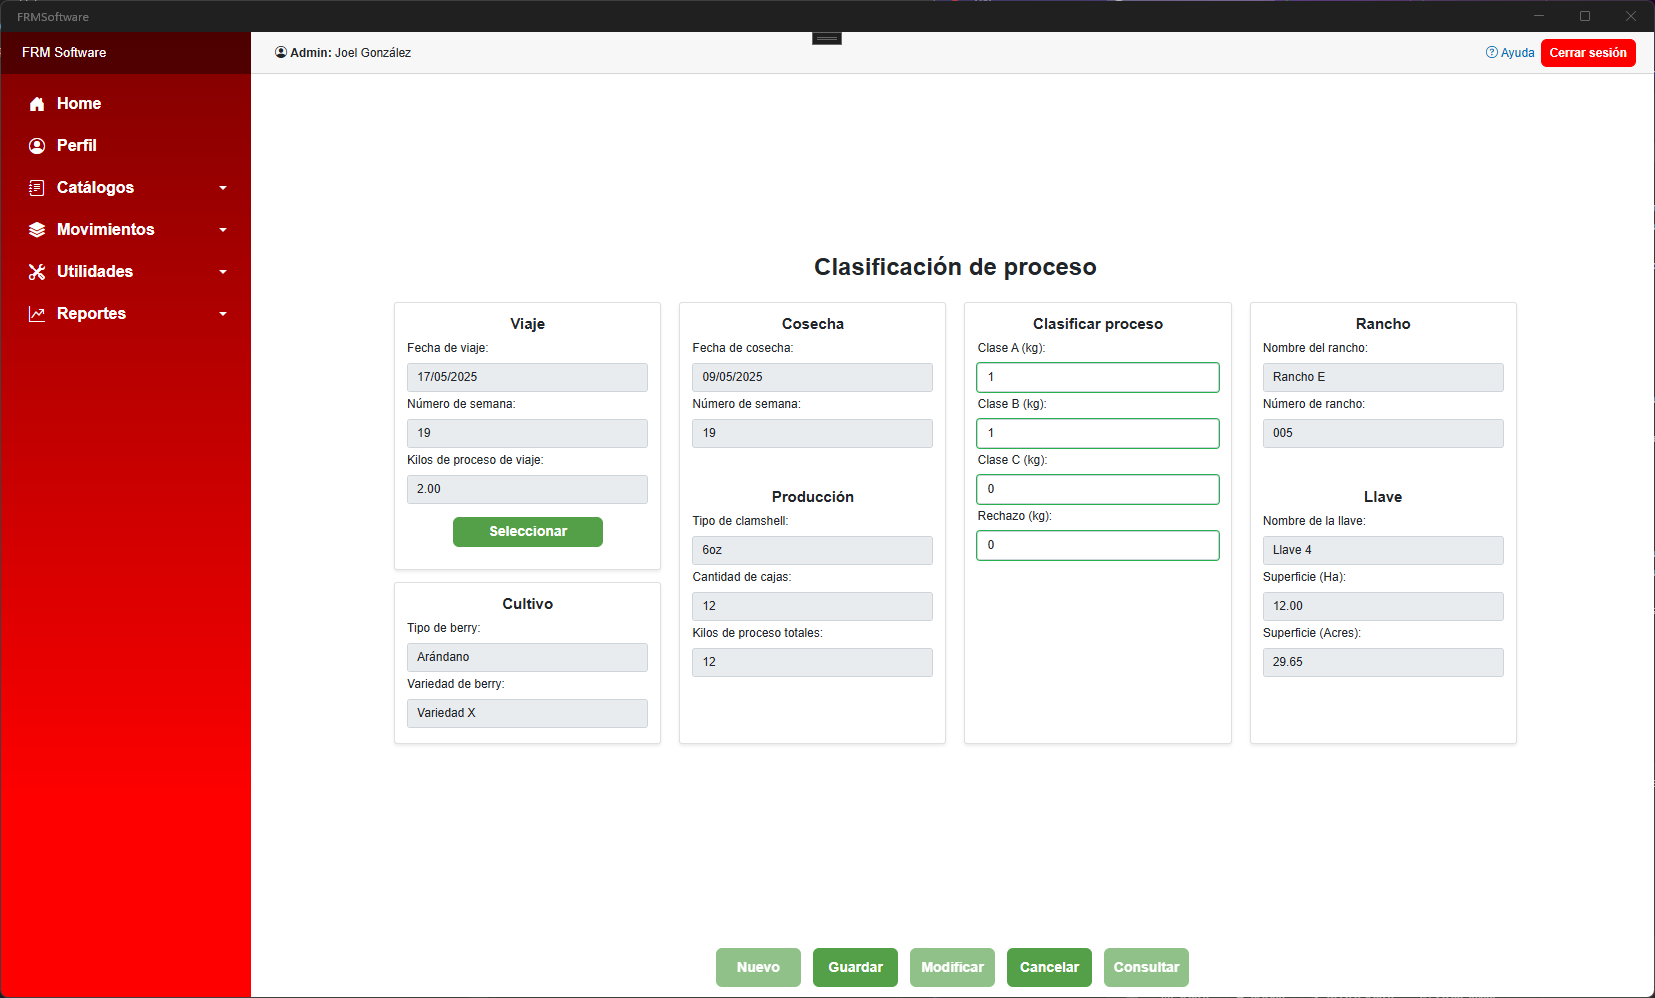 FRMSoftware
FRM Software
Admin: Joel González
Ayuda
Cerrar sesión
Home
Perfil
Catálogos
Movimientos
Utilidades
Reportes
Clasificación de proceso
Viaje
Fecha de viaje:
17/05/2025
Número de semana:
19
Kilos de proceso de viaje:
2.00
Seleccionar
Cultivo
Tipo de berry:
Arándano
Variedad de berry:
Variedad X
Cosecha
Fecha de cosecha:
09/05/2025
Número de semana:
19
Producción
Tipo de clamshell:
6oz
Cantidad de cajas:
12
Kilos de proceso totales:
12
Clasificar proceso
Clase A (kg):
1
Clase B (kg):
1
Clase C (kg):
0
Rechazo (kg):
0
Rancho
Nombre del rancho:
Rancho E
Número de rancho:
005
Llave
Nombre de la llave:
Llave 4
Superficie (Ha):
12.00
Superficie (Acres):
29.65
Nuevo
Guardar
Modificar
Cancelar
Consultar